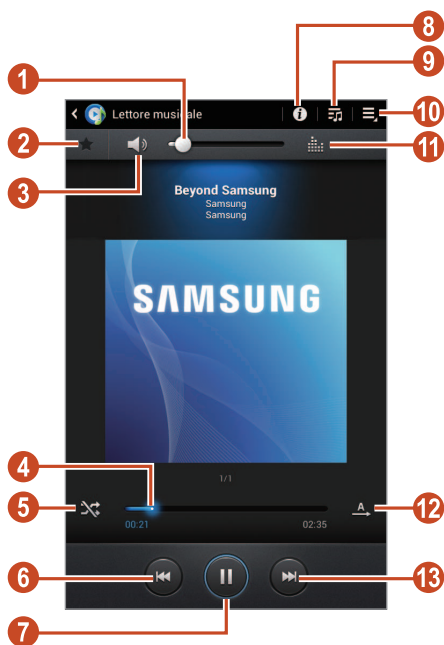 8
9
1
Lettore musicale
10
2
11
3
Beyond Samsung
Samsung
Samsung
SAMSUNG
4
1/1
5
A
12
00:21
02:35
6
13
7